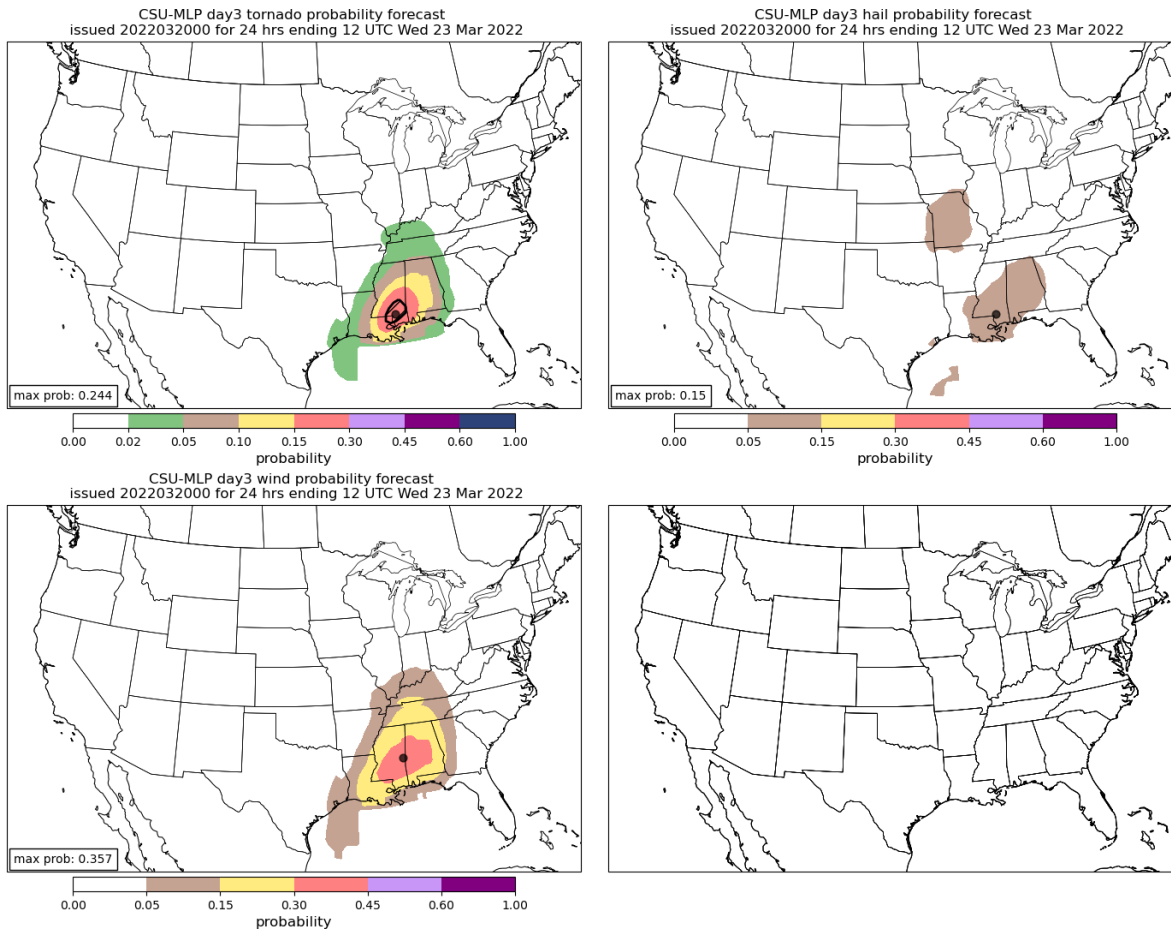 CSU-MLP day3 tornado probability forecast
issued 2022032000 for 24 hrs ending 12 UTC Wed 23 Mar 2022
max prob: 0.244
0.00 0.02 0.05 0.10 0.15 0.30 0.45 0.60 1.00
probability
CSU-MLP day3 hail probability forecast
issued 2022032000 for 24 hrs ending 12 UTC Wed 23 Mar 2022
max prob: 0.15
0.00 0.05 0.15 0.30 0.45 0.60 1.00
probability
CSU-MLP day3 wind probability forecast
issued 2022032000 for 24 hrs ending 12 UTC Wed 23 Mar 2022
max prob: 0.357
0.00 0.05 0.15 0.30 0.45 0.60 1.00
probability